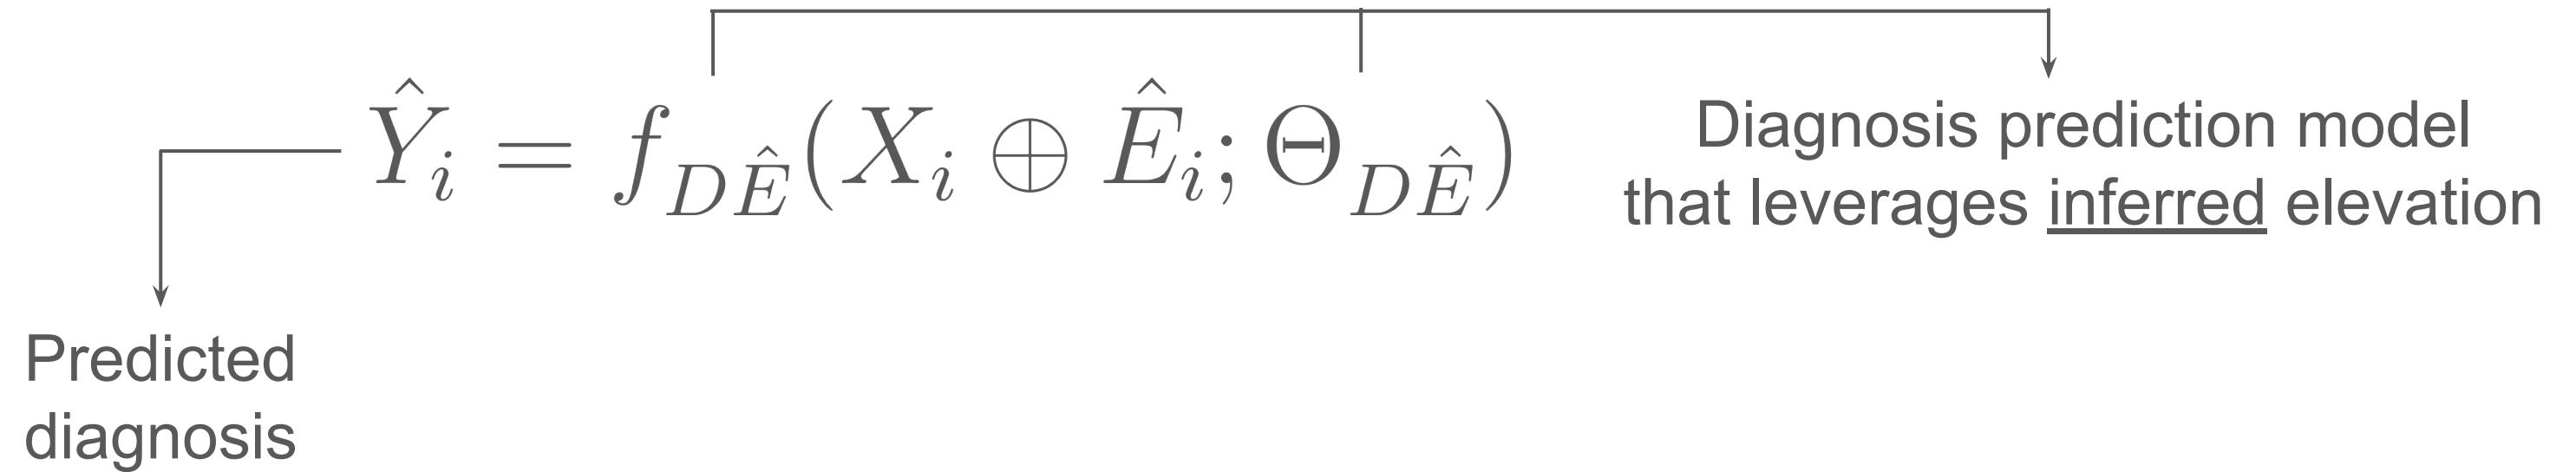 Ŷᵢ = f_{DÊ}(Xᵢ ⊕ Êᵢ; Θ_{DÊ})
Diagnosis prediction model
that leverages inferred elevation
Predicted
diagnosis